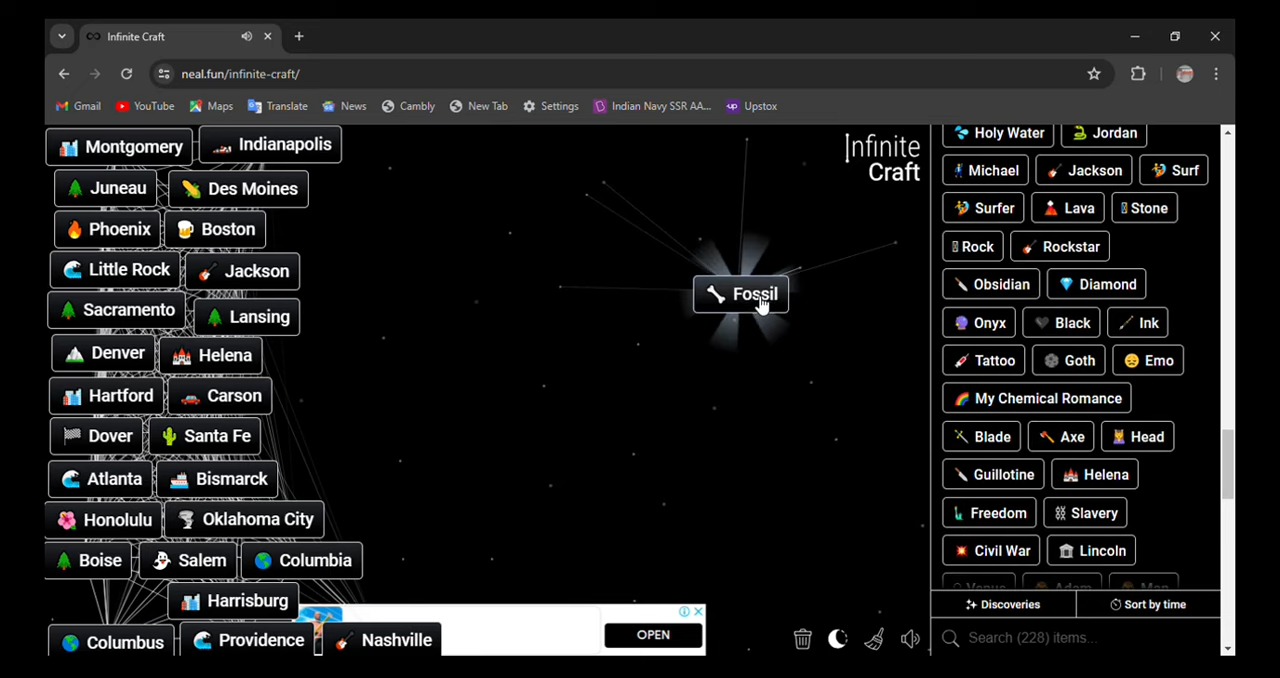 Infinite Craft
neal.fun/infinite-craft/
Gmail YouTube Maps Translate News Cambly New Tab Settings Indian Navy SSR AA... Upstox
Montgomery Indianapolis
Juneau Des Moines
Phoenix Boston
Little Rock Jackson
Sacramento Lansing
Denver Helena
Hartford Carson
Dover Santa Fe
Atlanta Bismarck
Honolulu Oklahoma City
Boise Salem Columbia
Harrisburg
Columbus Providence Nashville
Fossil
Infinite
Craft
OPEN
Holy Water Jordan
Michael Jackson Surf
Surfer Lava Stone
Rock Rockstar
Obsidian Diamond
Onyx Black Ink
Tattoo Goth Emo
My Chemical Romance
Blade Axe Head
Guillotine Helena
Freedom Slavery
Civil War Lincoln
Venus Adam Man
Discoveries Sort by time
Search (228) items...